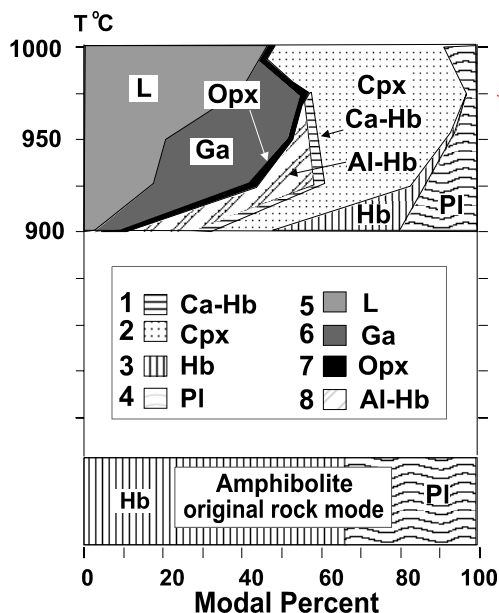 T °C
1000
950
900
L
Opx
Ga
Cpx
Ca-Hb
Al-Hb
Hb
Pl
1 Ca-Hb
2 Cpx
3 Hb
4 Pl
5 L
6 Ga
7 Opx
8 Al-Hb
Hb
Amphibolite
original rock mode
Pl
0 20 40 60 80 100
Modal Percent